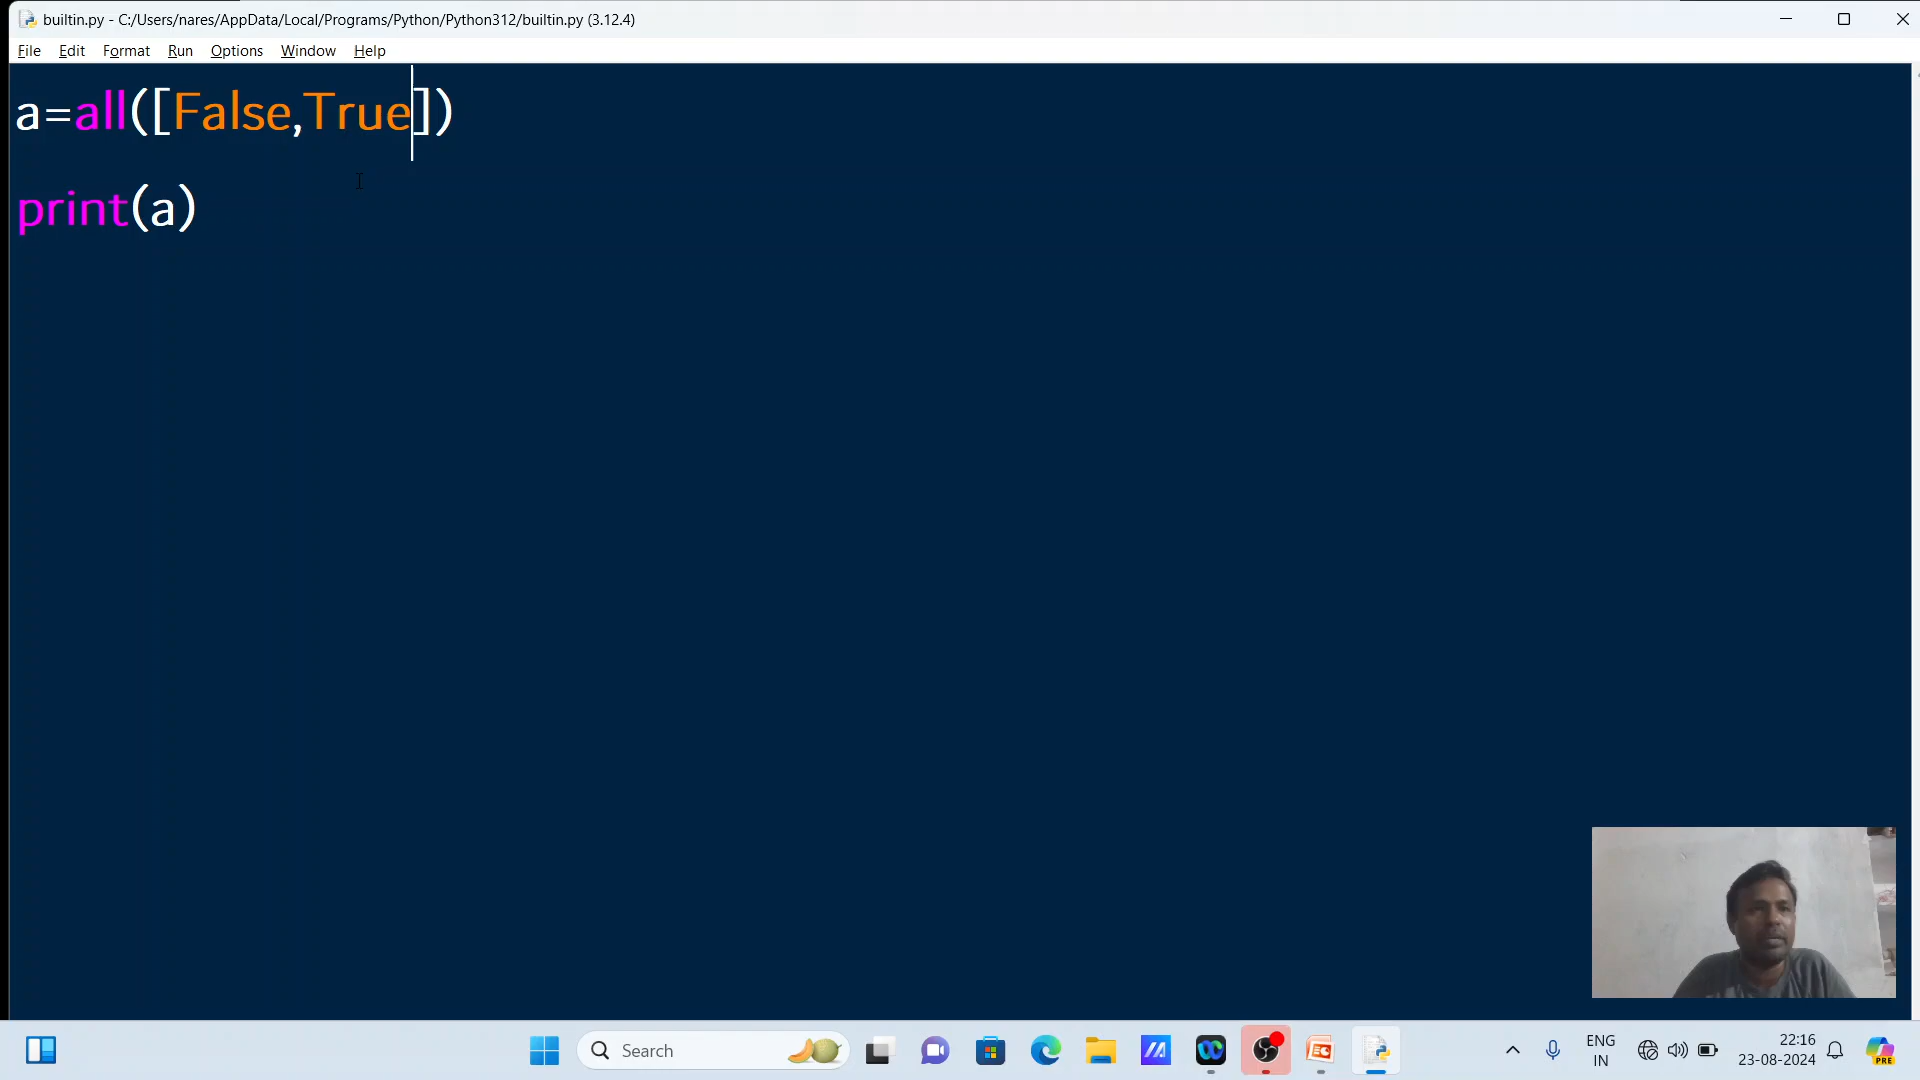 builtin.py - C:/Users/nares/AppData/Local/Programs/Python/Python312/builtin.py (3.12.4)
File Edit Format Run Options Window Help
a=all([False,True])
print(a)
Search
ENG
IN
22:16
23-08-2024
PRE